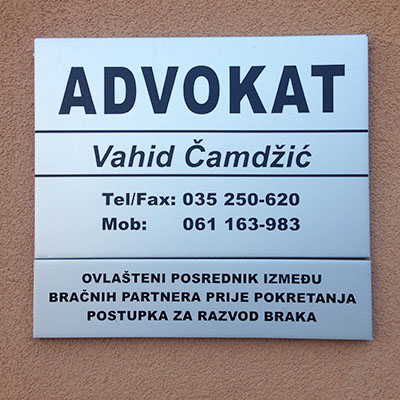 ADVOKAT
Vahid Čamdžić
Tel/Fax: 035 250-620
Mob: 061 163-983
OVLAŠTENI POSREDNIK IZMEĐU
BRAČNIH PARTNERA PRIJE POKRETANJA
POSTUPKA ZA RAZVOD BRAKA